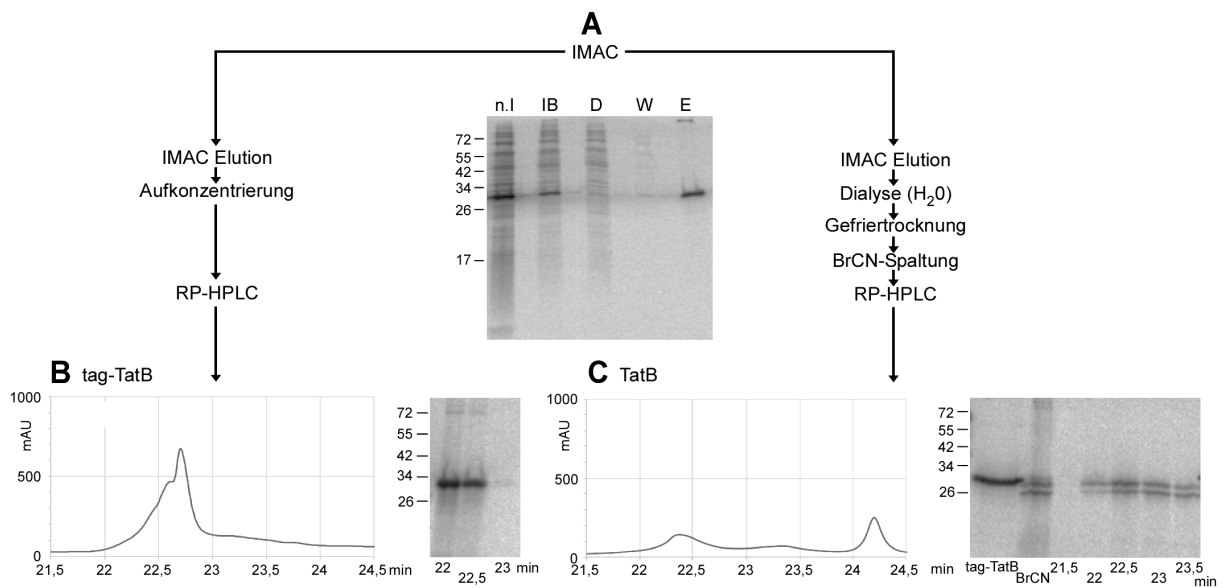 A
IMAC
n.I IB D W E
72
55
42
34
26
17
IMAC Elution
Aufkonzentrierung
RP-HPLC
IMAC Elution
Dialyse (H20)
Gefriertrocknung
BrCN-Spaltung
RP-HPLC
B tag-TatB
1000
mAU
500
0
21,5 22 22,5 23 23,5 24 24,5 min
72
55
42
34
26
22 22,5 23 min
C TatB
1000
mAU
500
0
21,5 22 22,5 23 23,5 24 24,5 min
72
55
42
34
26
tag-TatB BrCN 21,5 22 22,5 23 23,5 min